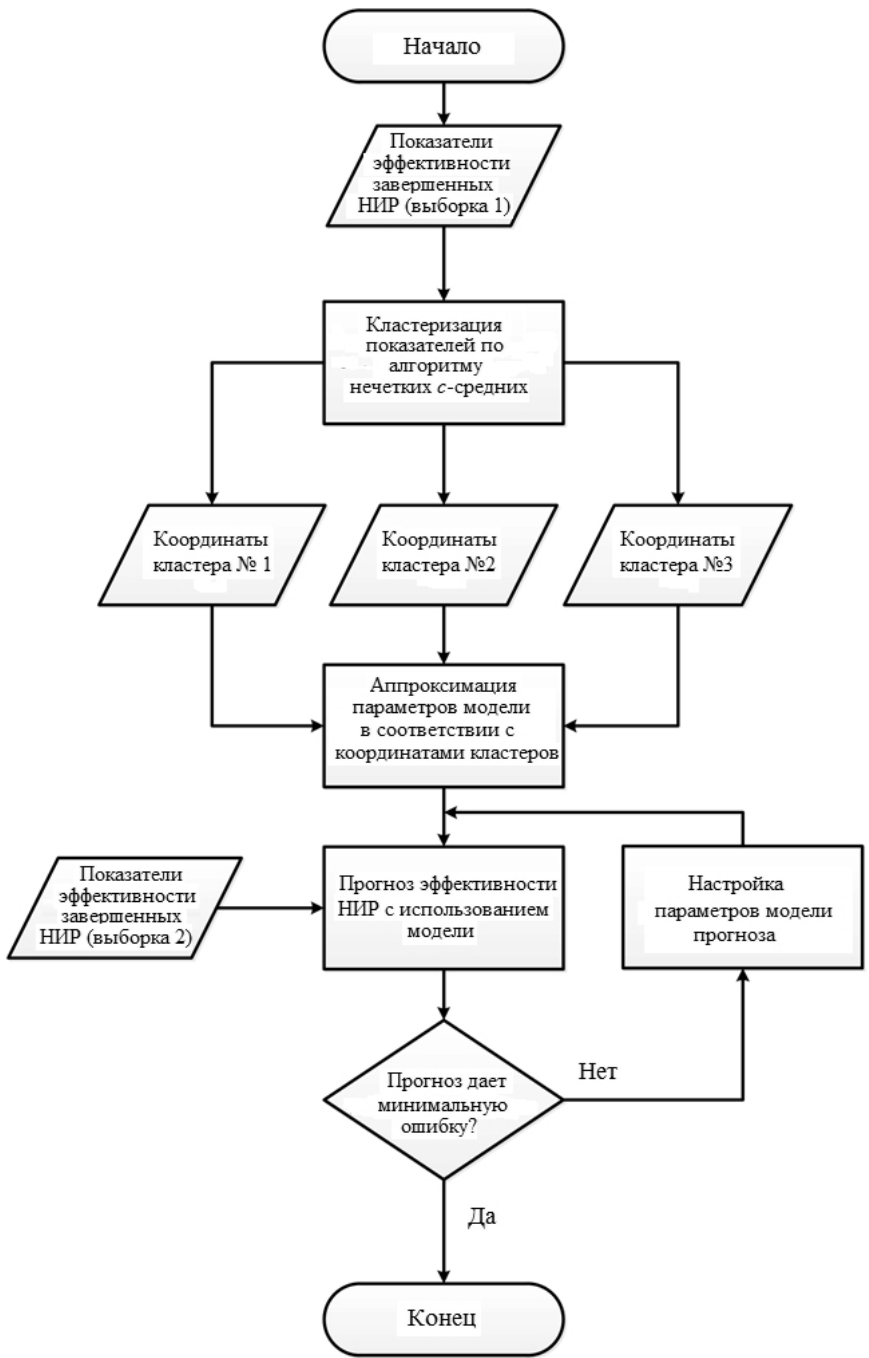 Начало
Показатели
эффективности
завершенных
НИР (выборка 1)
Кластеризация
показателей по
алгоритму
нечетких с-средних
Координаты
кластера № 1
Координаты
кластера №2
Координаты
кластера №3
Аппроксимация
параметров модели
в соответствии с
координатами кластеров
Показатели
эффективности
завершенных
НИР (выборка 2)
Прогноз эффективности
НИР с использованием
модели
Настройка
параметров модели
прогноза
Прогноз дает
минимальную
ошибку?
Нет
Да
Конец